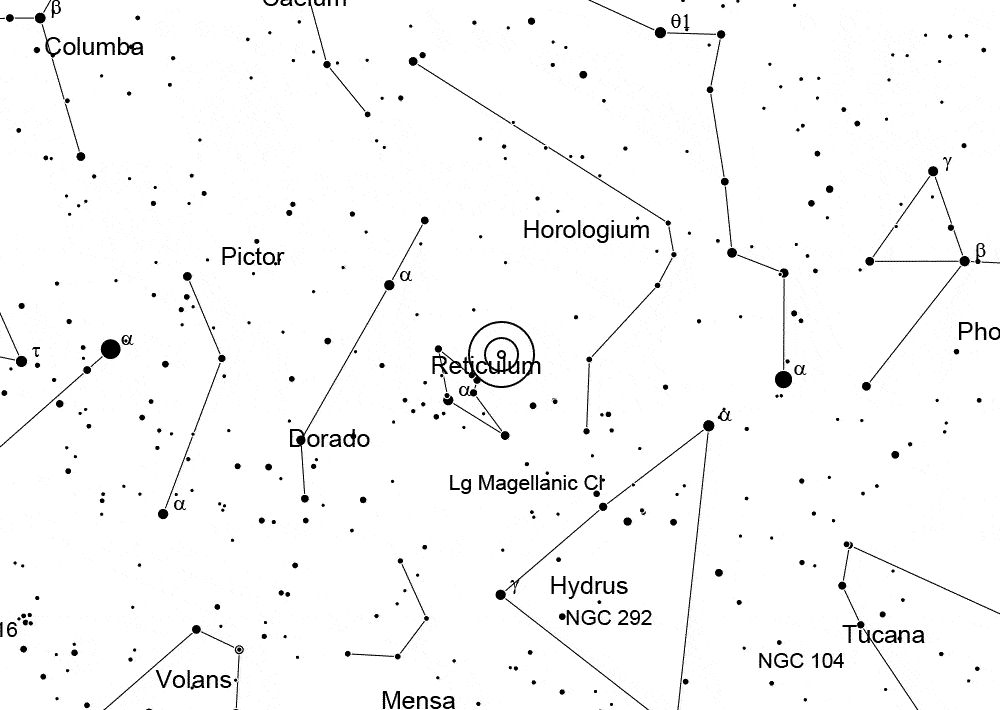 Caelum
β
Columba
θ1
γ
Horologium
β
Pictor
α
Pho
α
τ
Reticulum
α
α
α
Dorado
Lg Magellanic Cl
α
γ
Hydrus
NGC 292
16
Tucana
NGC 104
Volans
Mensa